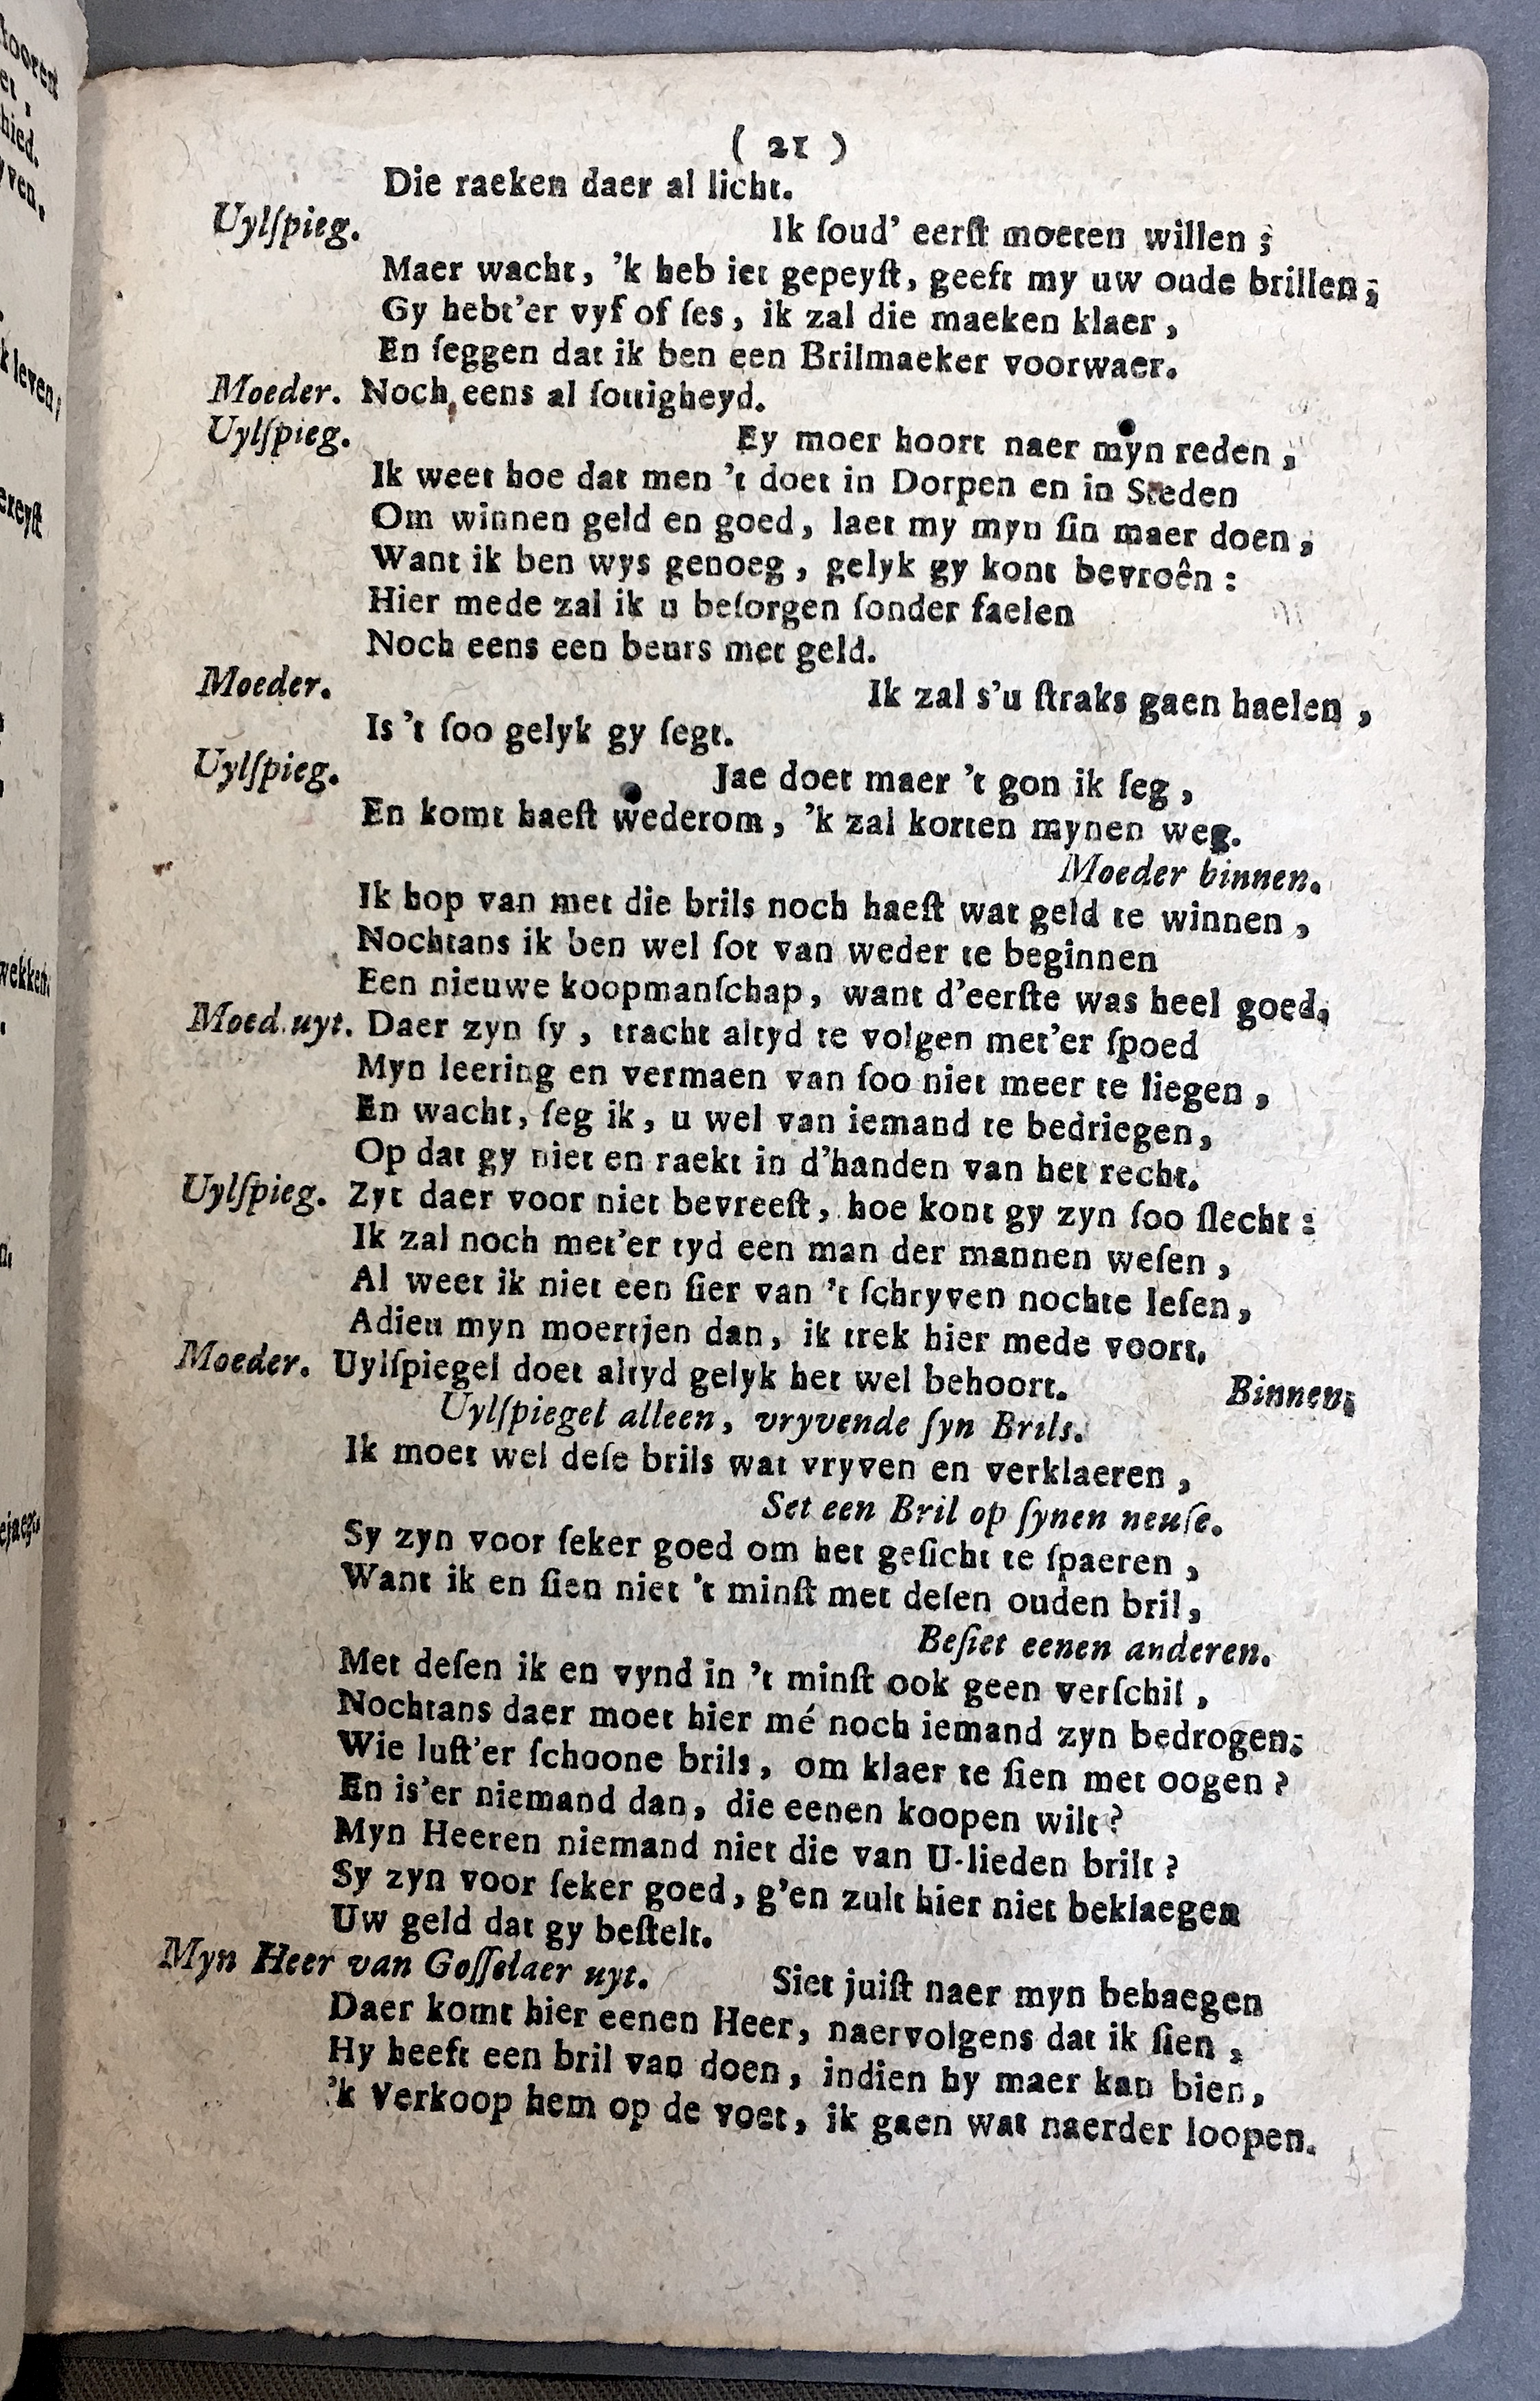 ( 21 )
Die raeken daer al licht.
Uylſpieg. Ik ſoud' eerſt moeten willen ;
Maer wacht, 'k heb iet gepeyſt, geeft my uw oude brillen;
Gy hebt'er vyf of ſes, ik zal die maeken klaer,
En ſeggen dat ik ben een Brilmaeker voorwaer.
Moeder. Noch eens al ſottigheyd.
Uylſpieg. Ey moer hoort naer myn reden,
Ik weet hoe dat men 't doet in Dorpen en in Steden
Om winnen geld en goed, laet my myn ſin maer doen,
Want ik ben wys genoeg, gelyk gy kont bevroên :
Hier mede zal ik u beſorgen ſonder faelen
Noch eens een beurs met geld.
Moeder. Ik zal s'u ſtraks gaen haelen,
Is 't ſoo gelyk gy ſegt.
Uylſpieg. Jae doet maer 't gon ik ſeg,
En komt haeſt wederom, 'k zal korten mynen weg.
Moeder binnen.
Ik hop van met die brils noch haeſt wat geld te winnen,
Nochtans ik ben wel ſot van weder te beginnen
Een nieuwe koopmanſchap, want d'eerſte was heel goed.
Moed. uyt. Daer zyn ſy, tracht altyd te volgen met'er ſpoed
Myn leering en vermaen van ſoo niet meer te liegen,
En wacht, ſeg ik, u wel van iemand te bedriegen,
Op dat gy niet en raekt in d'handen van het recht.
Uylſpieg. Zyt daer voor niet bevreeſt, hoe kont gy zyn ſoo ſlecht :
Ik zal noch met'er tyd een man der mannen weſen,
Al weet ik niet een ſier van 't ſchryven nochte leſen,
Adieu myn moertjen dan, ik trek hier mede voort.
Moeder. Uylſpiegel doet altyd gelyk het wel behoort. Binnen.
Uylſpiegel alleen, vryvende ſyn Brils.
Ik moet wel deſe brils wat vryven en verklaeren,
Set een Bril op ſynen neuſe.
Sy zyn voor ſeker goed om het geſicht te ſpaeren,
Want ik en ſien niet 't minſt met deſen ouden bril,
Beſiet eenen anderen.
Met deſen ik en vynd in 't minſt ook geen verſchil,
Nochtans daer moet hier mé noch iemand zyn bedrogen;
Wie luſt'er ſchoone brils, om klaer te ſien met oogen ?
En is'er niemand dan, die eenen koopen wilt ?
Myn Heeren niemand niet die van U-lieden brilt ?
Sy zyn voor ſeker goed, g'en zult hier niet beklaegen
Uw geld dat gy beſtelt.
Myn Heer van Goſſelaer uyt. Siet juiſt naer myn behaegen
Daer komt hier eenen Heer, naervolgens dat ik ſien,
Hy heeft een bril van doen, indien hy maer kan bien,
'k Verkoop hem op de voet, ik gaen wat naerder loopen.